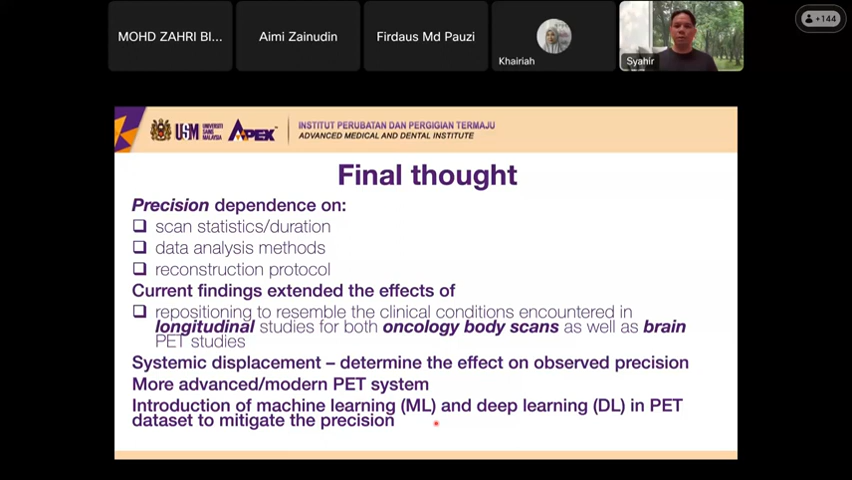 +144
MOHD ZAHRI BI...
Aimi Zainudin
Firdaus Md Pauzi
Khairiah
Syahir
USM UNIVERSITI SAINS MALAYSIA APEX™ INSTITUT PERUBATAN DAN PERGIGIAN TERMAJU
ADVANCED MEDICAL AND DENTAL INSTITUTE
Final thought
Precision dependence on:
scan statistics/duration
data analysis methods
reconstruction protocol
Current findings extended the effects of
repositioning to resemble the clinical conditions encountered in
longitudinal studies for both oncology body scans as well as brain
PET studies
Systemic displacement – determine the effect on observed precision
More advanced/modern PET system
Introduction of machine learning (ML) and deep learning (DL) in PET
dataset to mitigate the precision